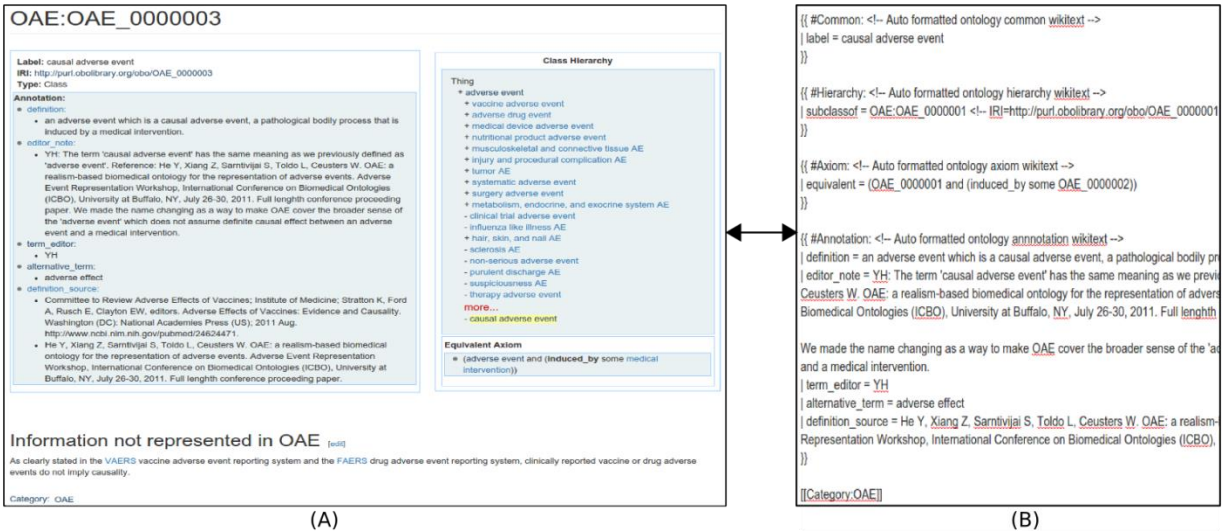 OAE:OAE_0000003
Label: causal adverse event
IRI: http://purl.obolibrary.org/obo/OAE_0000003
Type: Class
Annotation:
definition:
an adverse event which is a causal adverse event, a pathological bodily process that is
induced by a medical intervention.
editor_note:
YH: The term 'causal adverse event' has the same meaning as we previously defined as
'adverse event'. Reference: He Y, Xiang Z, Sarntivijai S, Toldo L, Ceusters W. OAE: a
realism-based biomedical ontology for the representation of adverse events. Adverse
Event Representation Workshop, International Conference on Biomedical Ontologies
(ICBO), University at Buffalo, NY, July 26-30, 2011. Full lenghth conference proceeding
paper. We made the name changing as a way to make OAE cover the broader sense of
the 'adverse event' which does not assume definite causal effect between an adverse
event and a medical intervention.
term_editor:
YH
alternative_term:
adverse effect
definition_source:
Committee to Review Adverse Effects of Vaccines; Institute of Medicine; Stratton K, Ford
A, Rusch E, Clayton EW, editors. Adverse Effects of Vaccines: Evidence and Causality.
Washington (DC): National Academies Press (US); 2011 Aug.
http://www.ncbi.nlm.nih.gov/pubmed/24624471.
He Y, Xiang Z, Sarntivijai S, Toldo L, Ceusters W. OAE: a realism-based biomedical
ontology for the representation of adverse events. Adverse Event Representation
Workshop, International Conference on Biomedical Ontologies (ICBO), University at
Buffalo, NY, July 26-30, 2011. Full lenghth conference proceeding paper.
Class Hierarchy
Thing
+ adverse event
+ vaccine adverse event
+ adverse drug event
+ medical device adverse event
+ nutritional product adverse event
+ musculoskeletal and connective tissue AE
+ injury and procedural complication AE
+ tumor AE
+ systematic adverse event
+ surgery adverse event
+ metabolism, endocrine, and exocrine system AE
- clinical trial adverse event
- influenza like illness AE
+ hair, skin, and nail AE
- sclerosis AE
- non-serious adverse event
- purulent discharge AE
- suspiciousness AE
- therapy adverse event
more...
- causal adverse event
Equivalent Axiom
(adverse event and (induced_by some medical
intervention))
Information not represented in OAE [edit]
As clearly stated in the VAERS vaccine adverse event reporting system and the FAERS drug adverse event reporting system, clinically reported vaccine or drug adverse
events do not imply causality.
Category: OAE
(A)
{{ #Common: <!-- Auto formatted ontology common wikitext -->
| label = causal adverse event
}}
{{ #Hierarchy: <!-- Auto formatted ontology hierarchy wikitext -->
| subclassof = OAE:OAE_0000001 <!-- IRI=http://purl.obolibrary.org/obo/OAE_0000001
}}
{{ #Axiom: <!-- Auto formatted ontology axiom wikitext -->
| equivalent = (OAE_0000001 and (induced_by some OAE_0000002))
}}
{{ #Annotation: <!-- Auto formatted ontology annnotation wikitext -->
| definition = an adverse event which is a causal adverse event, a pathological bodily pr
| editor_note = YH: The term 'causal adverse event' has the same meaning as we previ
Ceusters W. OAE: a realism-based biomedical ontology for the representation of advers
Biomedical Ontologies (ICBO), University at Buffalo, NY, July 26-30, 2011. Full lenghth
We made the name changing as a way to make OAE cover the broader sense of the 'ad
and a medical intervention.
| term_editor = YH
| alternative_term = adverse effect
| definition_source = He Y, Xiang Z, Sarntivijai S, Toldo L, Ceusters W. OAE: a realism-
Representation Workshop, International Conference on Biomedical Ontologies (ICBO),
}}
[[Category:OAE]]
(B)